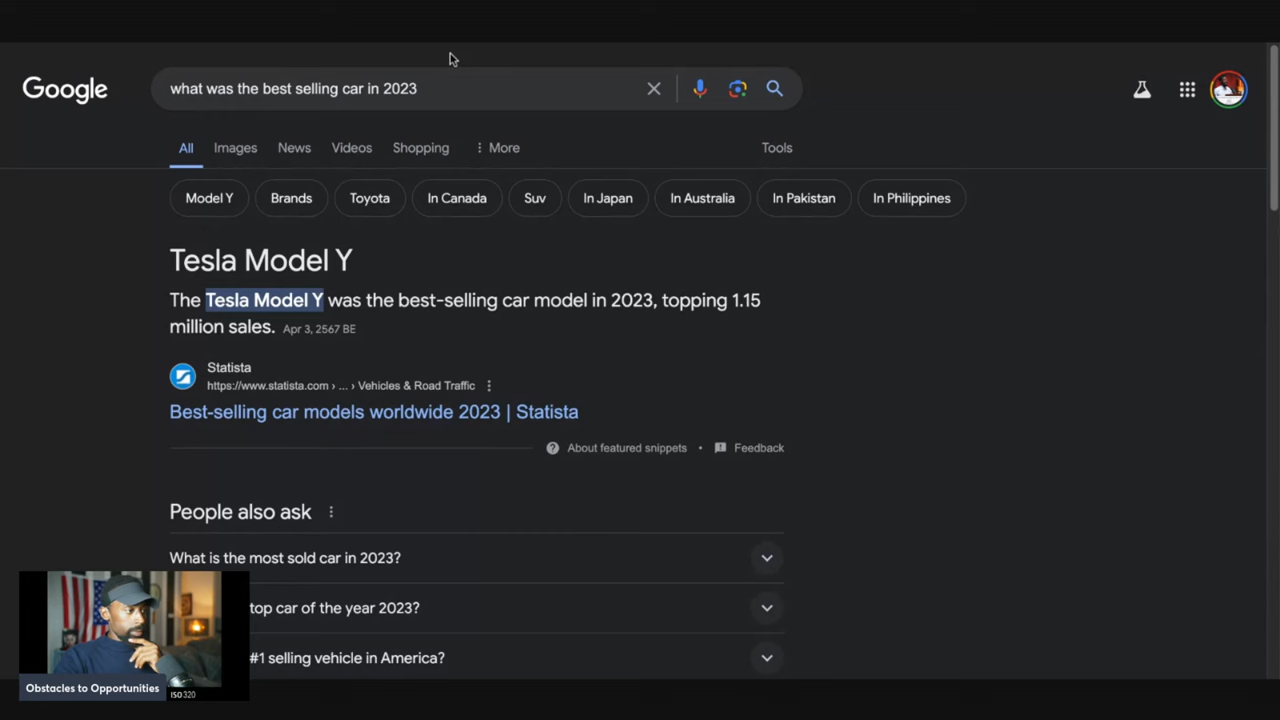 Google
what was the best selling car in 2023
All Images News Videos Shopping More Tools
Model Y Brands Toyota In Canada Suv In Japan In Australia In Pakistan In Philippines
Tesla Model Y
The Tesla Model Y was the best-selling car model in 2023, topping 1.15
million sales. Apr 3, 2567 BE
Statista
https://www.statista.com › ... › Vehicles & Road Traffic
Best-selling car models worldwide 2023 | Statista
About featured snippets • Feedback
People also ask
What is the most sold car in 2023?
top car of the year 2023?
#1 selling vehicle in America?
Obstacles to Opportunities
ISO320